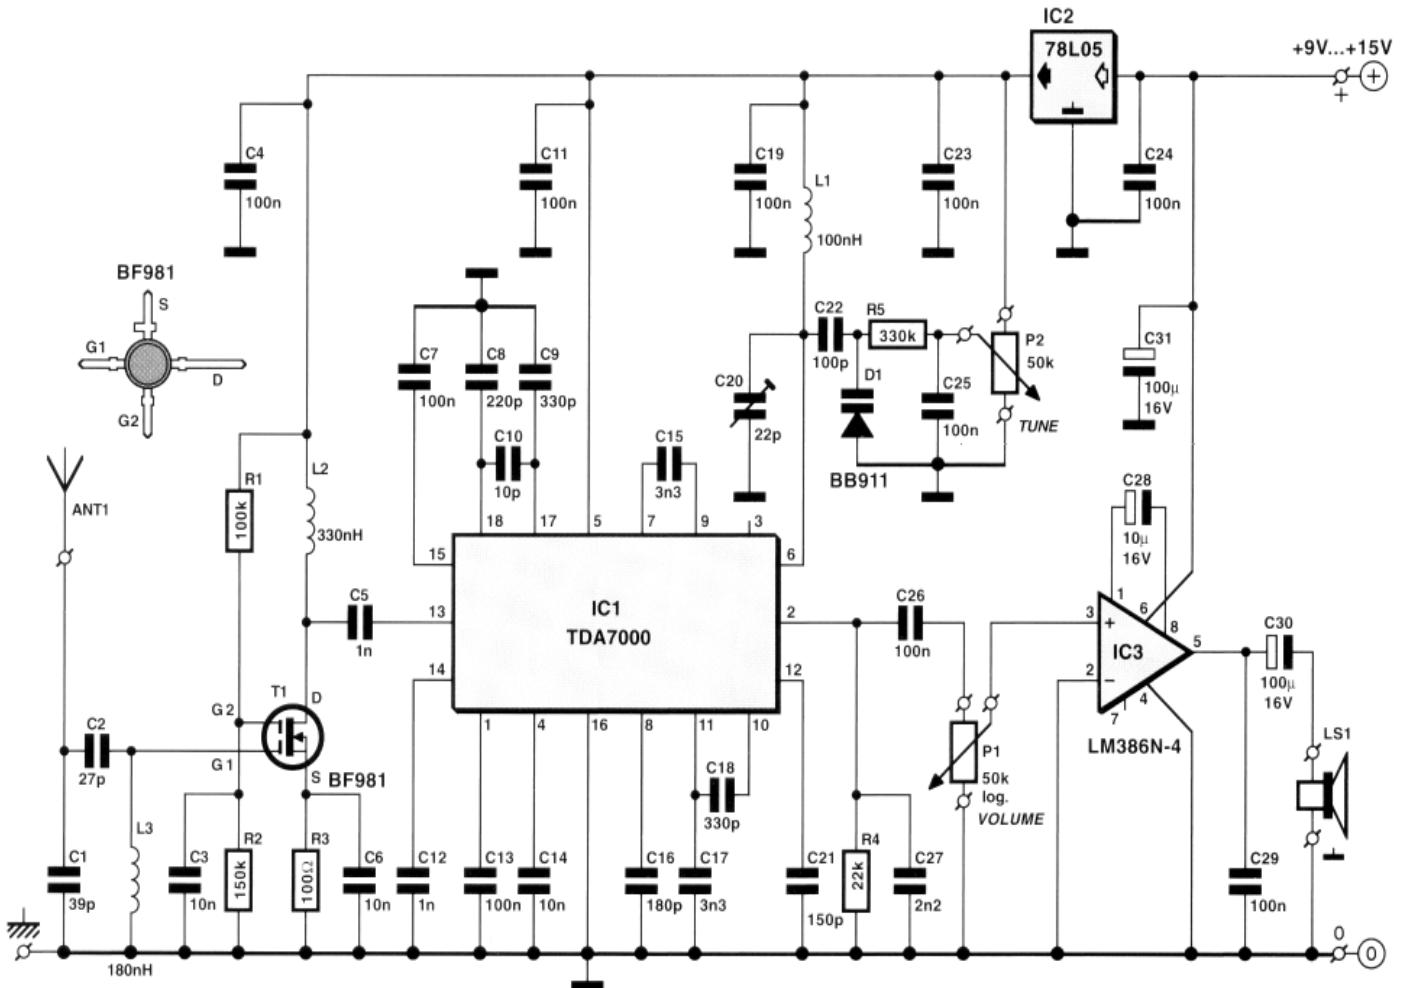 IC2
78L05
+9V...+15V
+
+
C4
100n
C11
100n
C19
100n
L1
100nH
C23
100n
C24
100n
BF981
S
G1
D
G2
C7
100n
C8
220p
C9
330p
C10
10p
C15
3n3
C20
22p
C22
100p
R5
330k
D1
BB911
C25
100n
P2
50k
TUNE
C31
100µ
16V
C28
10µ
16V
ANT1
R1
100k
L2
330nH
18
17
5
7
9
3
15
6
C5
1n
13
14
IC1
TDA7000
2
12
1
4
16
8
11
10
C26
100n
P1
50k
log.
VOLUME
3
+
2
−
1
6
8
5
4
7
IC3
LM386N-4
C30
100µ
16V
LS1
T1
D
G2
G1
S
BF981
C2
27p
L3
180nH
C1
39p
C3
10n
R2
150k
R3
100Ω
C6
10n
C12
1n
C13
100n
C14
10n
C16
180p
C17
3n3
C18
330p
C21
150p
R4
22k
C27
2n2
C29
100n
0
0